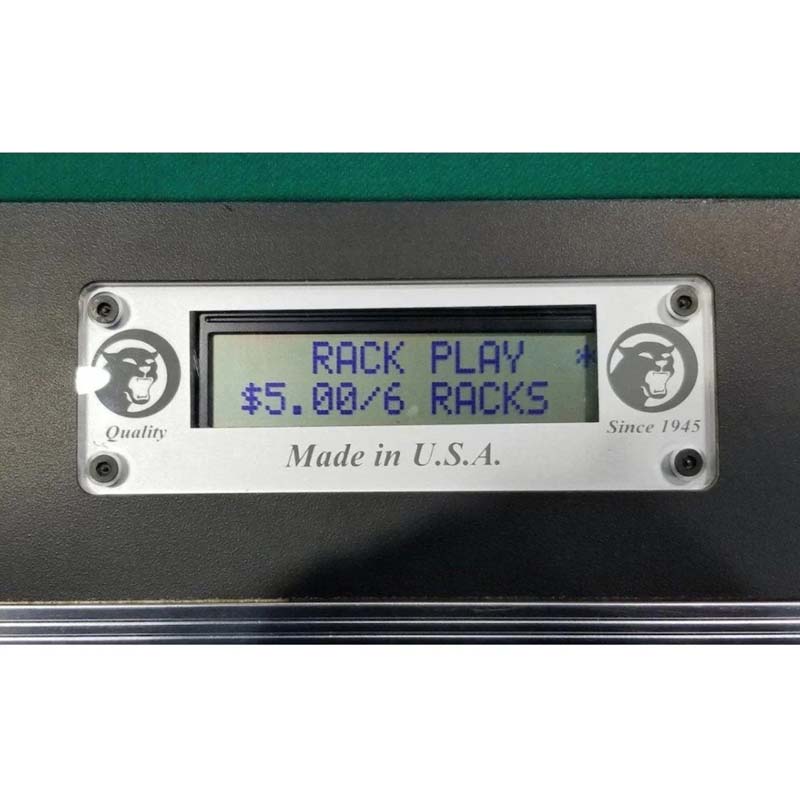 RACK PLAY *
$5.00/6 RACKS
Quality
Since 1945
Made in U.S.A.